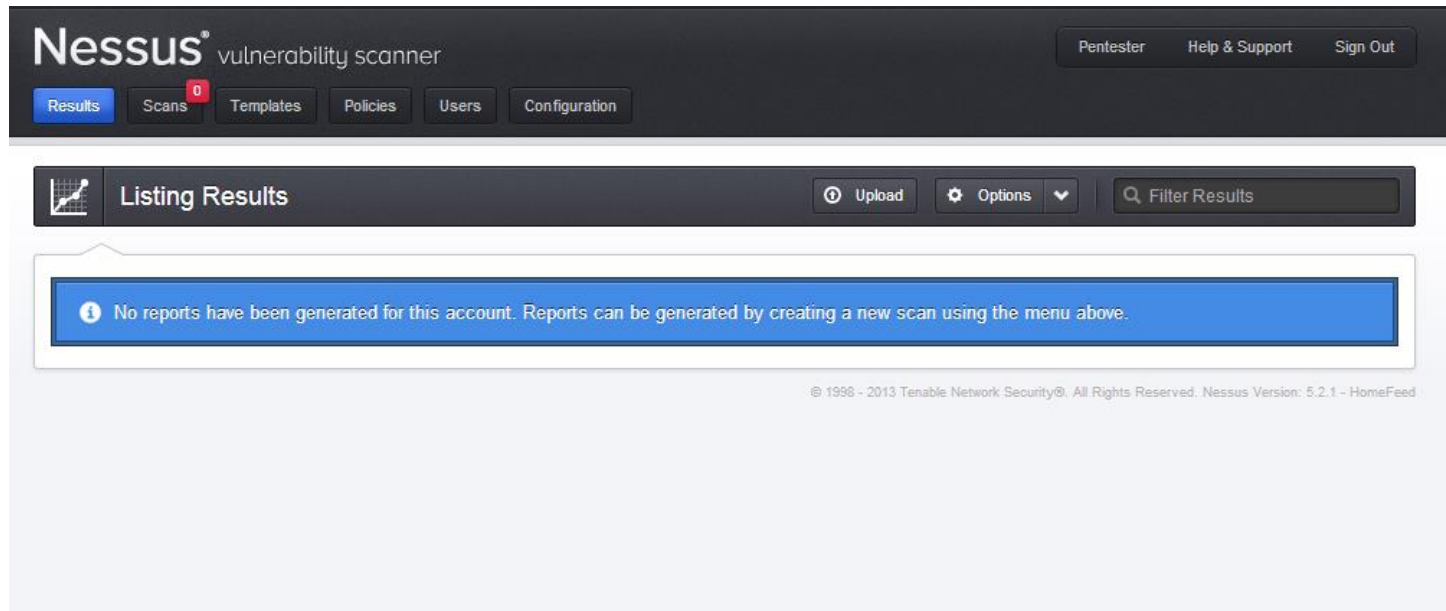 Nessus® vulnerability scanner
Pentester Help & Support Sign Out
Results Scans 0 Templates Policies Users Configuration
Listing Results
Upload Options Filter Results
No reports have been generated for this account. Reports can be generated by creating a new scan using the menu above.
© 1998 - 2013 Tenable Network Security®. All Rights Reserved. Nessus Version: 5.2.1 - HomeFeed